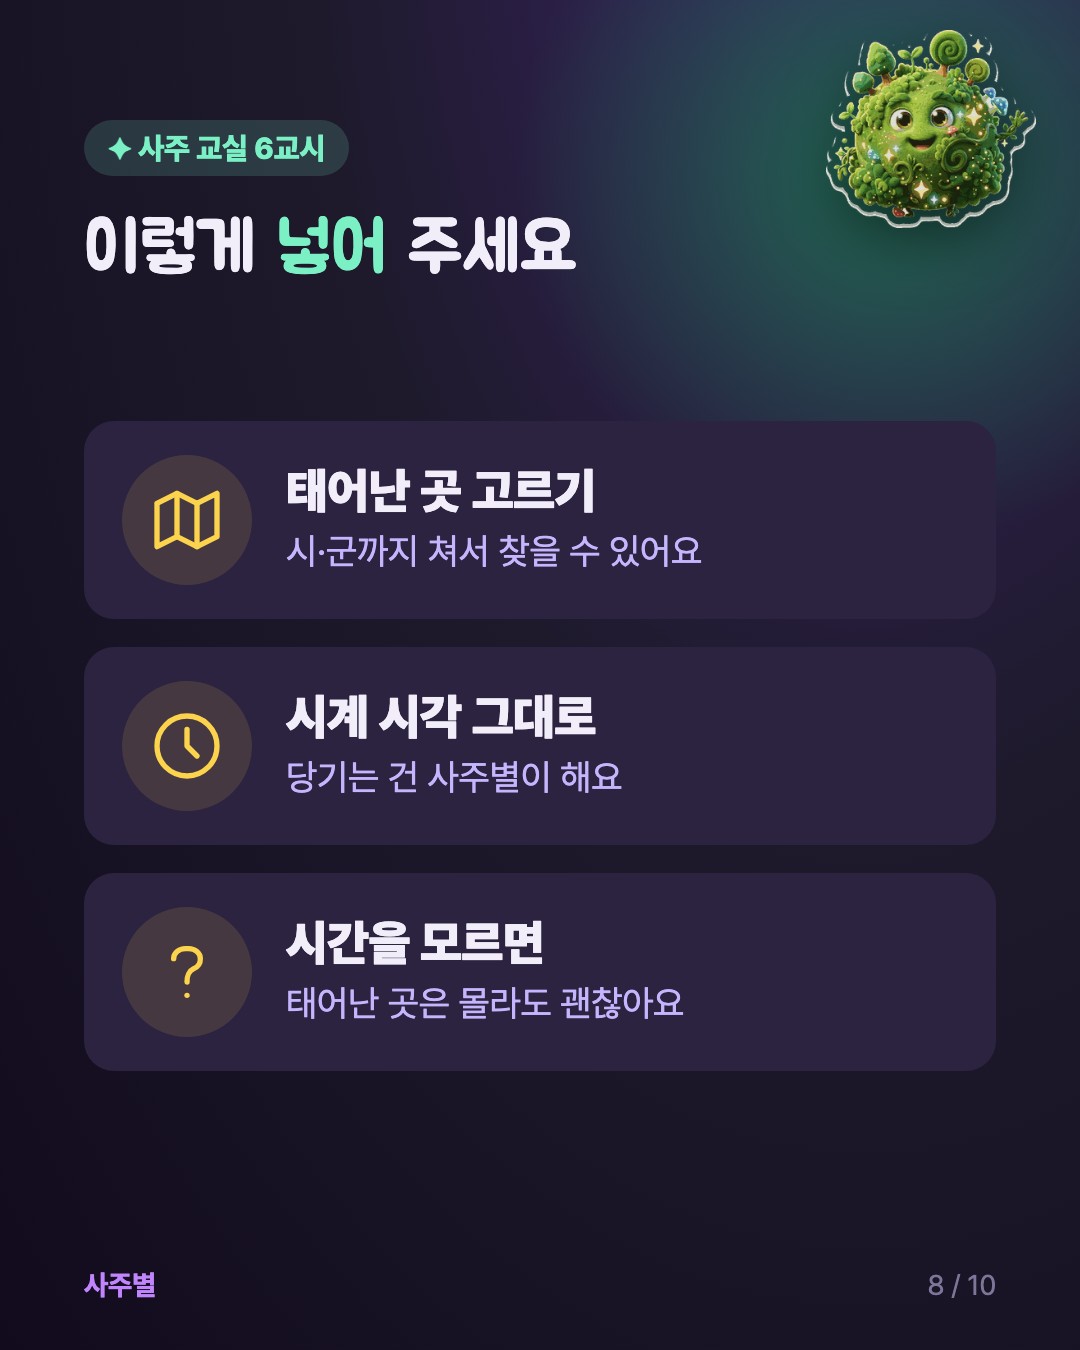 사주 교실 6교시
이렇게 넣어 주세요
태어난 곳 고르기
시·군까지 쳐서 찾을 수 있어요
시계 시각 그대로
당기는 건 사주별이 해요
시간을 모르면
태어난 곳은 몰라도 괜찮아요
사주별
8 / 10